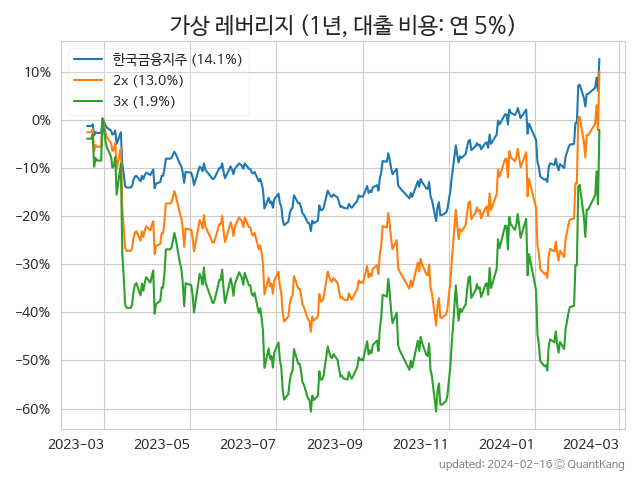 가상 레버리지 (1년, 대출 비용: 연 5%)
한국금융지주 (14.1%)
2x (13.0%)
3x (1.9%)
10%
0%
−10%
−20%
−30%
−40%
−50%
−60%
2023-03 2023-05 2023-07 2023-09 2023-11 2024-01 2024-03
updated: 2024-02-16 © QuantKang